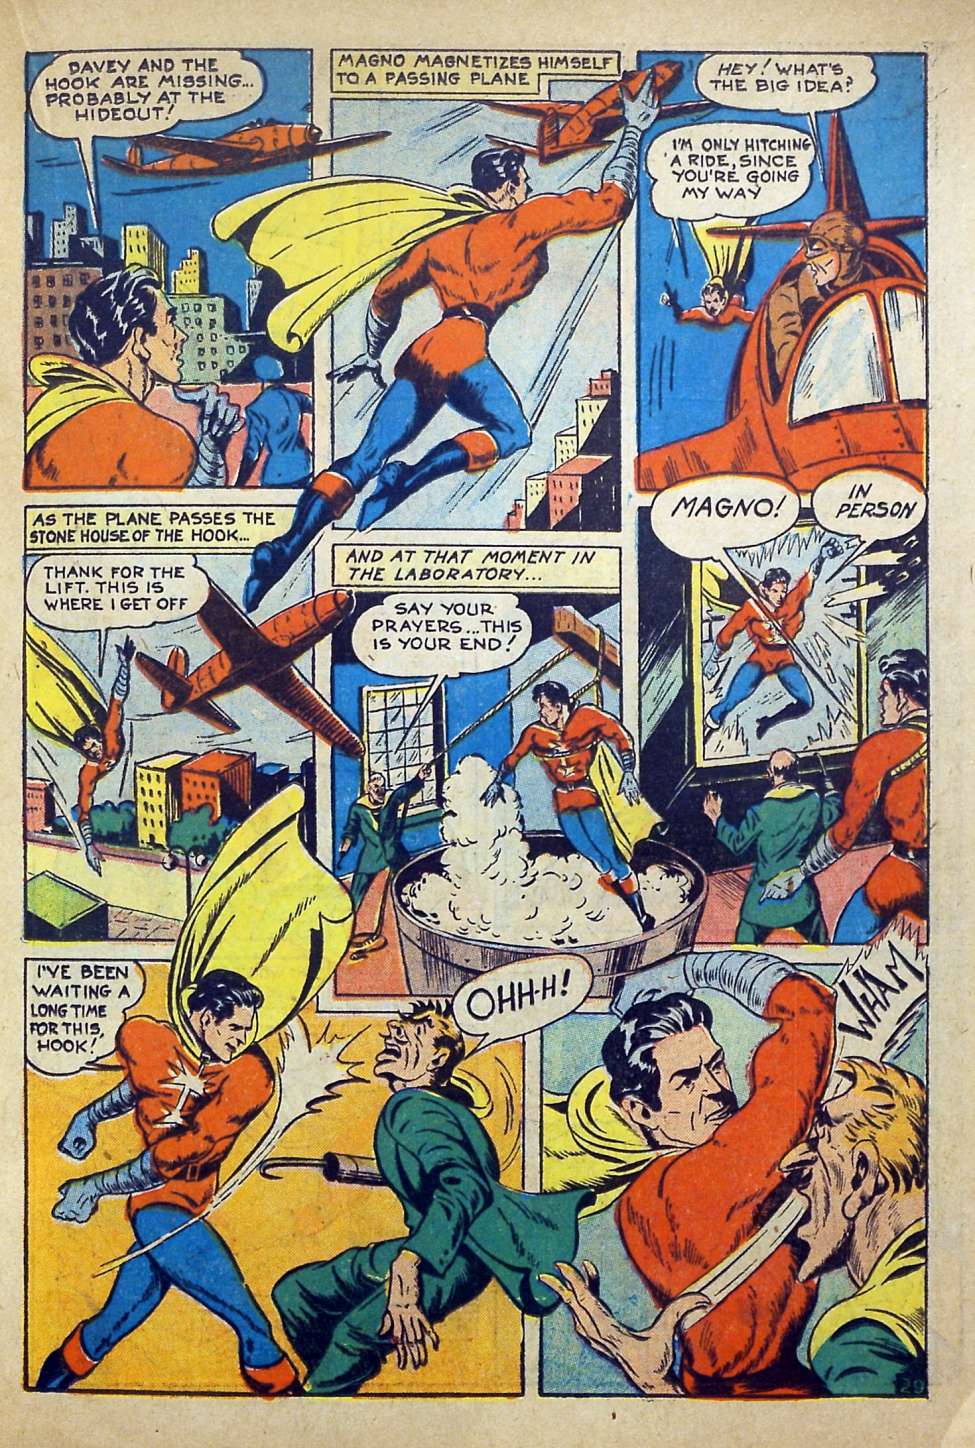 DAVEY AND THE
HOOK ARE MISSING...
PROBABLY AT THE
HIDEOUT!
MAGNO MAGNETIZES HIMSELF
TO A PASSING PLANE
HEY! WHAT'S
THE BIG IDEA?
I'M ONLY HITCHING
A RIDE, SINCE
YOU'RE GOING
MY WAY
AS THE PLANE PASSES THE
STONE HOUSE OF THE HOOK...
THANK FOR THE
LIFT. THIS IS
WHERE I GET OFF
AND AT THAT MOMENT IN
THE LABORATORY...
SAY YOUR
PRAYERS...THIS
IS YOUR END!
MAGNO!
IN
PERSON
I'VE BEEN
WAITING A
LONG TIME
FOR THIS,
HOOK!
OHH-H!
WHAM
29